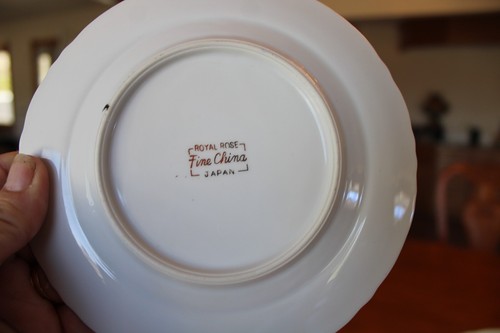 ROYAL ROSE
Fine China
JAPAN